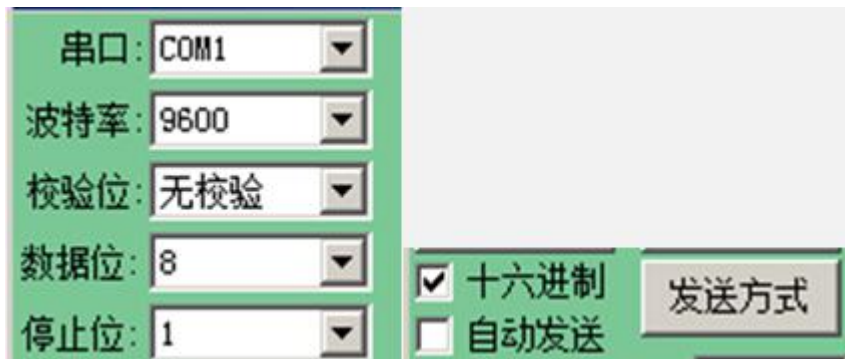 串口: COM1
波特率: 9600
校验位: 无校验
数据位: 8
停止位: 1
十六进制
发送方式
自动发送